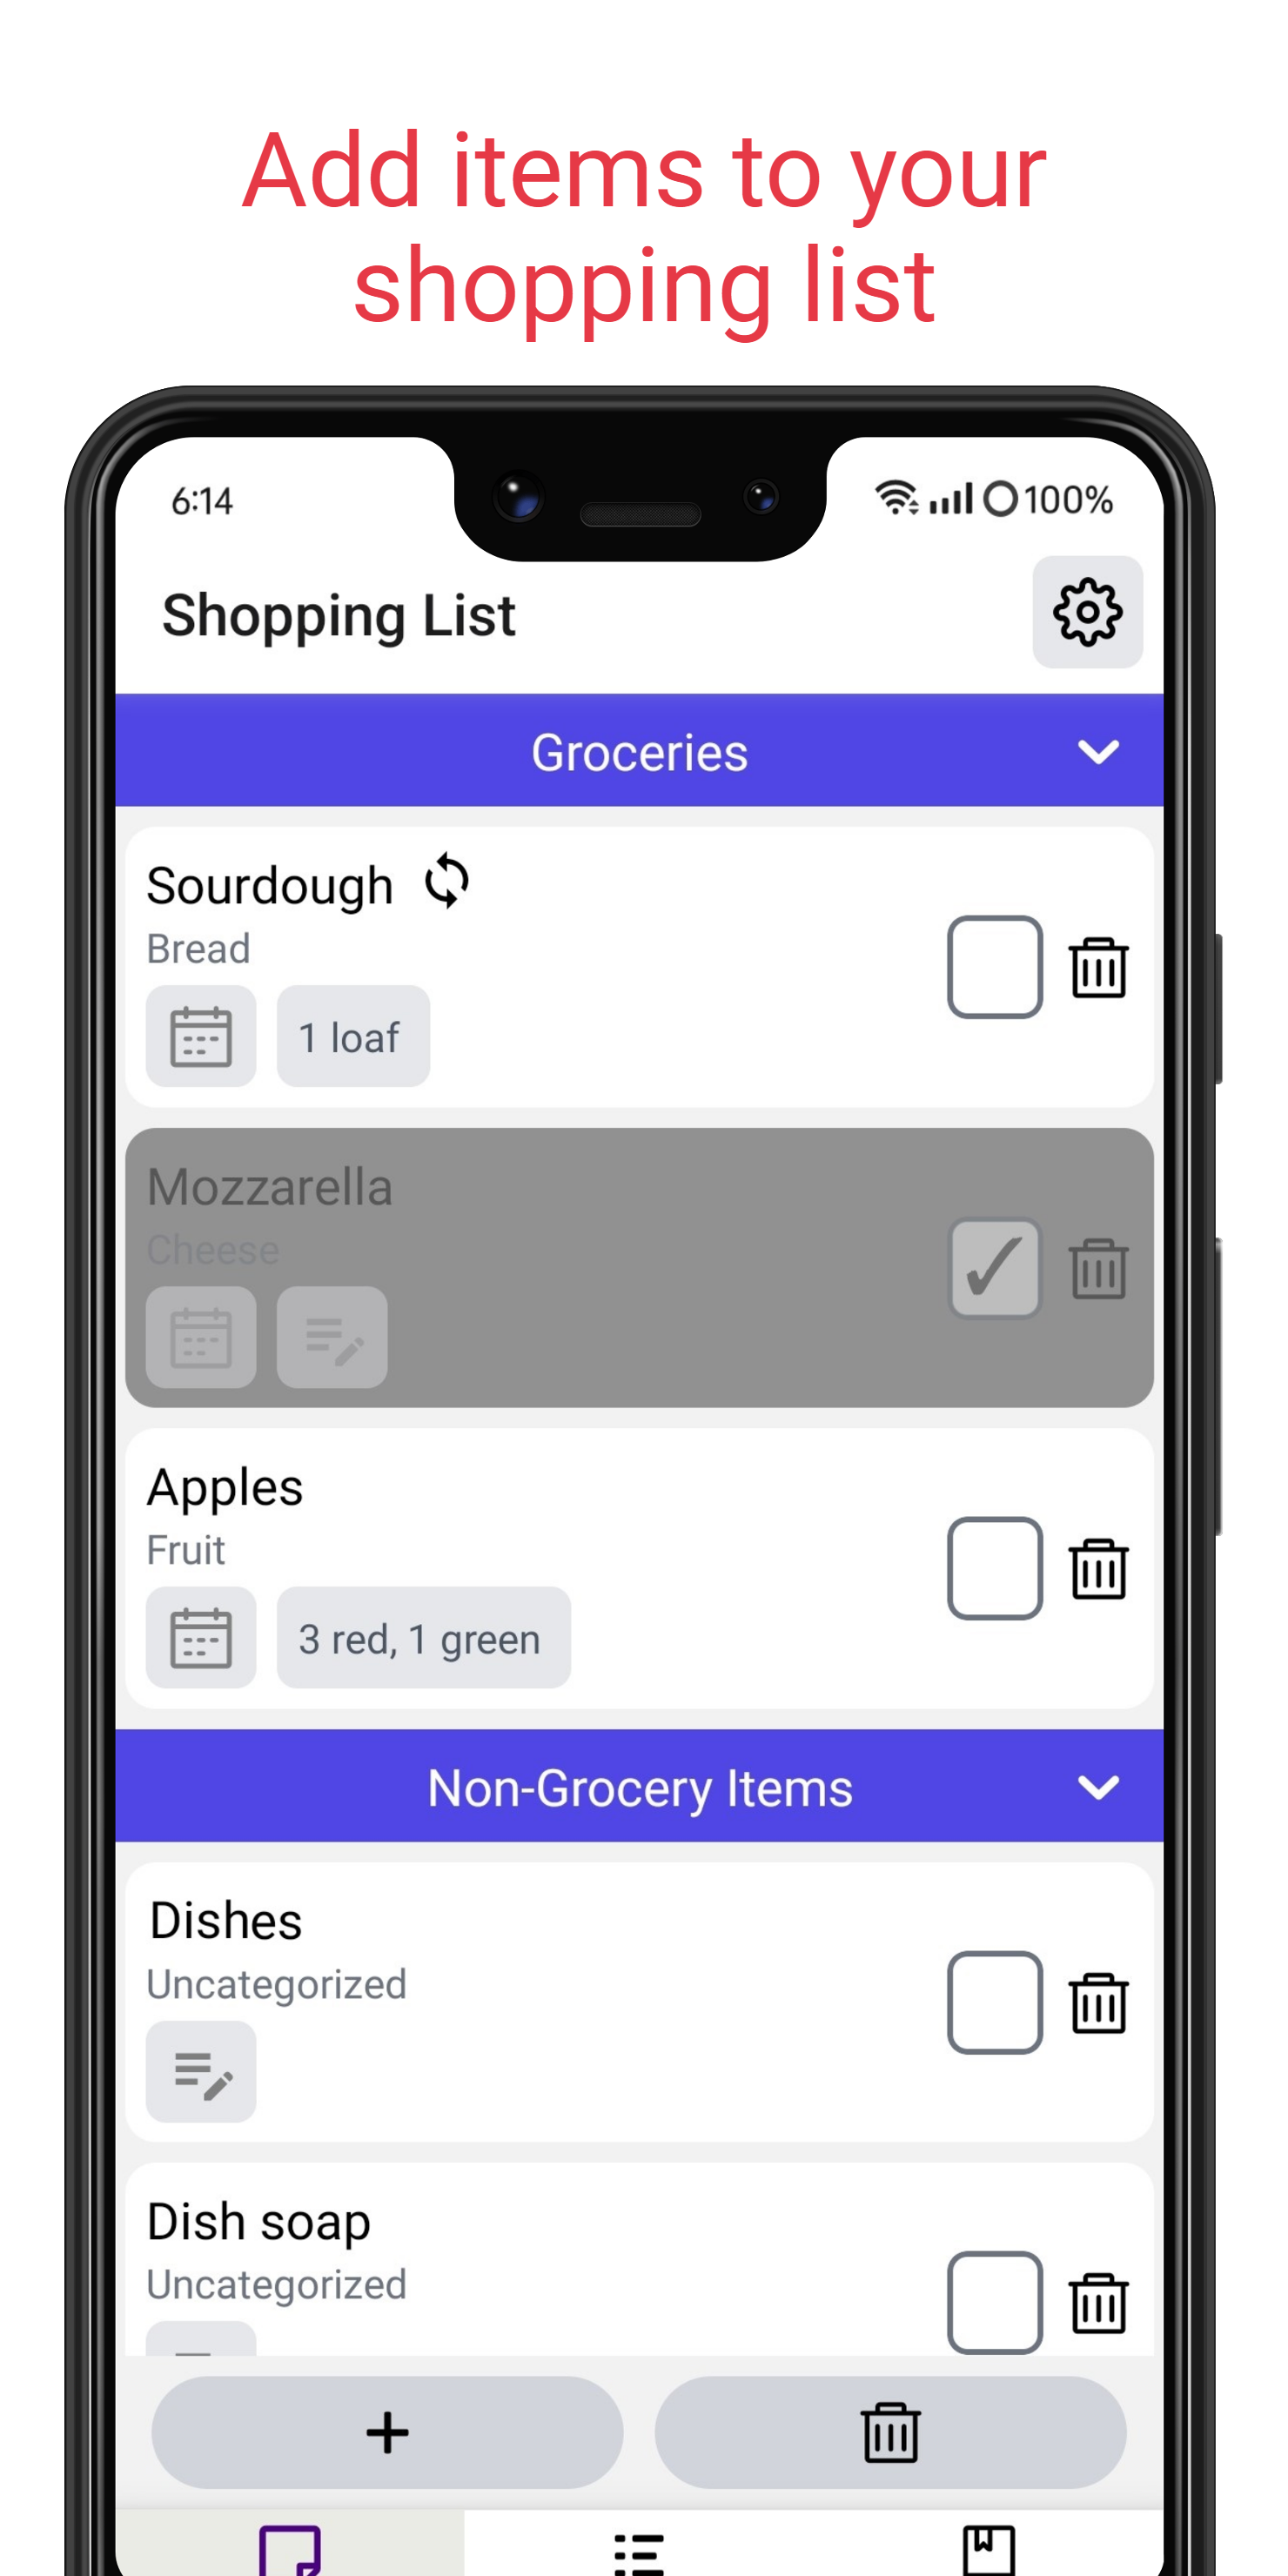 Add items to your
shopping list
6:14
100%
Shopping List
Groceries
Sourdough
Bread
1 loaf
Mozzarella
Cheese
Apples
Fruit
3 red, 1 green
Non-Grocery Items
Dishes
Uncategorized
Dish soap
Uncategorized